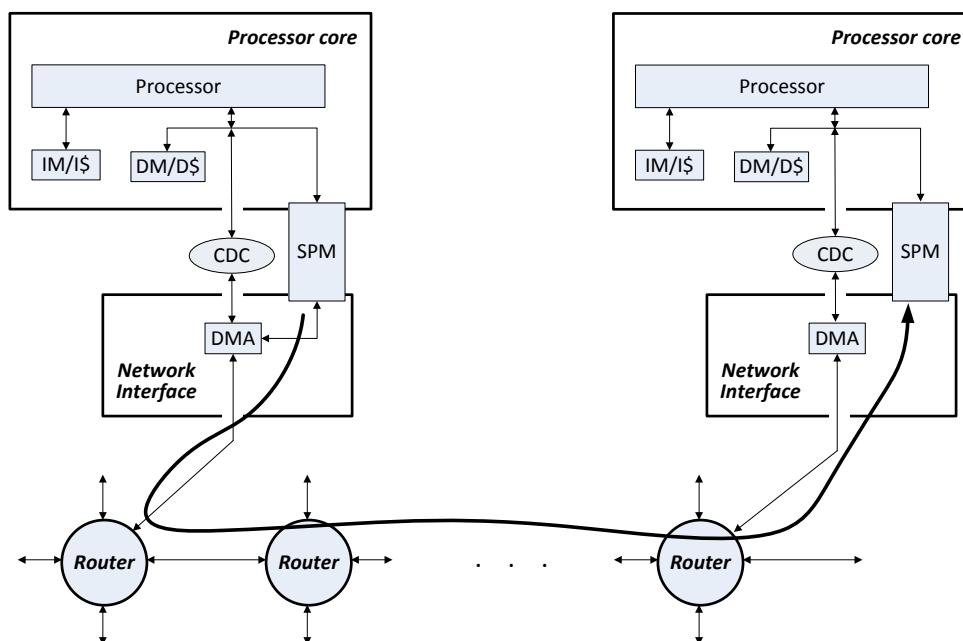 Processor core
Processor
IM/I$
DM/D$
CDC
SPM
DMA
Network
Interface
Processor core
Processor
IM/I$
DM/D$
CDC
SPM
DMA
Network
Interface
Router
Router
. . .
Router